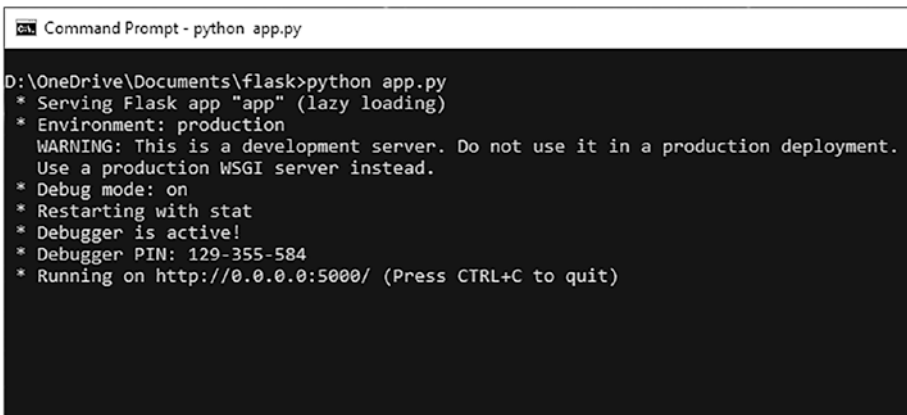 Command Prompt - python app.py
D:\OneDrive\Documents\flask>python app.py
* Serving Flask app "app" (lazy loading)
* Environment: production
WARNING: This is a development server. Do not use it in a production deployment.
Use a production WSGI server instead.
* Debug mode: on
* Restarting with stat
* Debugger is active!
* Debugger PIN: 129-355-584
* Running on http://0.0.0.0:5000/ (Press CTRL+C to quit)